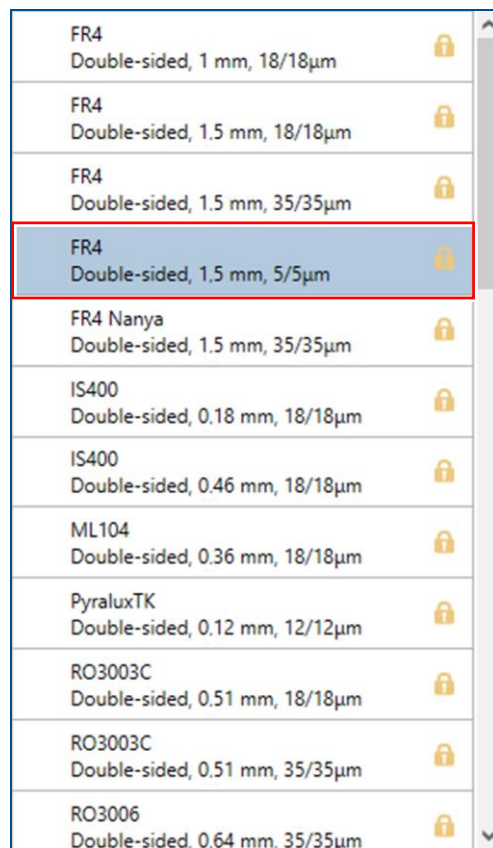 FR4
Double-sided, 1 mm, 18/18µm
FR4
Double-sided, 1.5 mm, 18/18µm
FR4
Double-sided, 1.5 mm, 35/35µm
FR4
Double-sided, 1.5 mm, 5/5µm
FR4 Nanya
Double-sided, 1.5 mm, 35/35µm
IS400
Double-sided, 0.18 mm, 18/18µm
IS400
Double-sided, 0.46 mm, 18/18µm
ML104
Double-sided, 0.36 mm, 18/18µm
PyraluxTK
Double-sided, 0.12 mm, 12/12µm
RO3003C
Double-sided, 0.51 mm, 18/18µm
RO3003C
Double-sided, 0.51 mm, 35/35µm
RO3006
Double-sided, 0.64 mm, 35/35µm